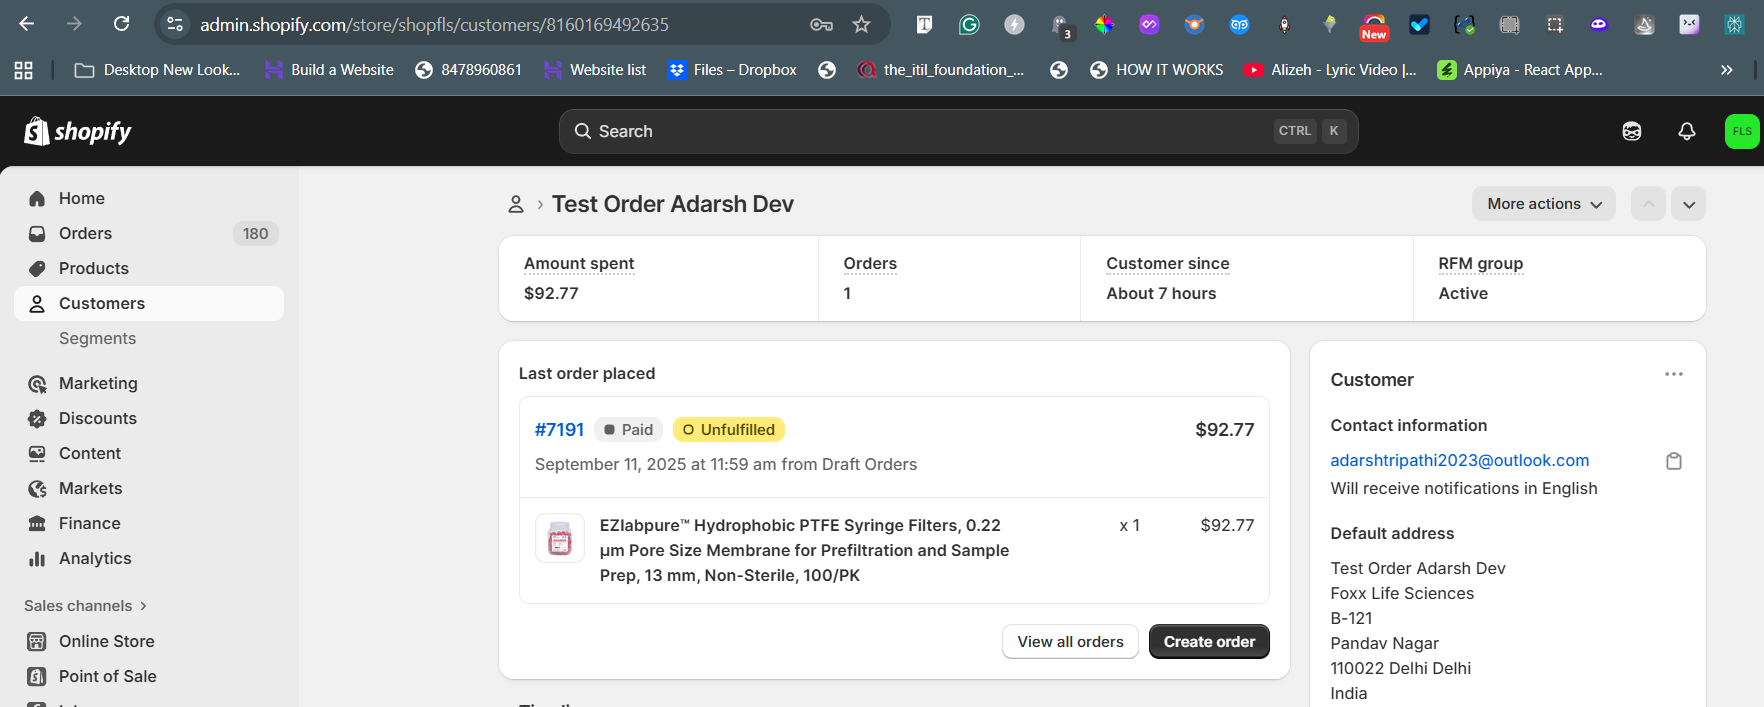 admin.shopify.com/store/shopfls/customers/8160169492635
3
New
Desktop New Look...
Build a Website
8478960861
Website list
Files – Dropbox
the_itil_foundation_...
HOW IT WORKS
Alizeh - Lyric Video |...
Appiya - React App...
shopify
Search
CTRL K
FLS
Home
Orders 180
Products
Customers
Segments
Marketing
Discounts
Content
Markets
Finance
Analytics
Sales channels
Online Store
Point of Sale
Test Order Adarsh Dev
More actions
Amount spent
$92.77
Orders
1
Customer since
About 7 hours
RFM group
Active
Last order placed
#7191 Paid Unfulfilled $92.77
September 11, 2025 at 11:59 am from Draft Orders
EZlabpure™ Hydrophobic PTFE Syringe Filters, 0.22 x 1 $92.77
µm Pore Size Membrane for Prefiltration and Sample
Prep, 13 mm, Non-Sterile, 100/PK
View all orders
Create order
Customer
Contact information
adarshtripathi2023@outlook.com
Will receive notifications in English
Default address
Test Order Adarsh Dev
Foxx Life Sciences
B-121
Pandav Nagar
110022 Delhi Delhi
India